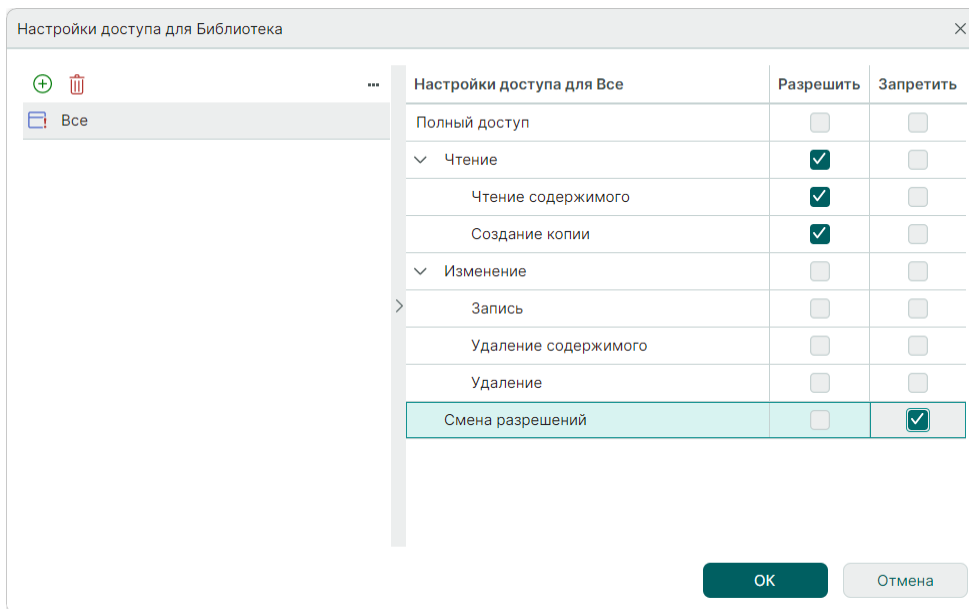 Настройки доступа для Библиотека
Все
Настройки доступа для Все Разрешить Запретить
Полный доступ
Чтение
Чтение содержимого
Создание копии
Изменение
Запись
Удаление содержимого
Удаление
Смена разрешений
ОК Отмена